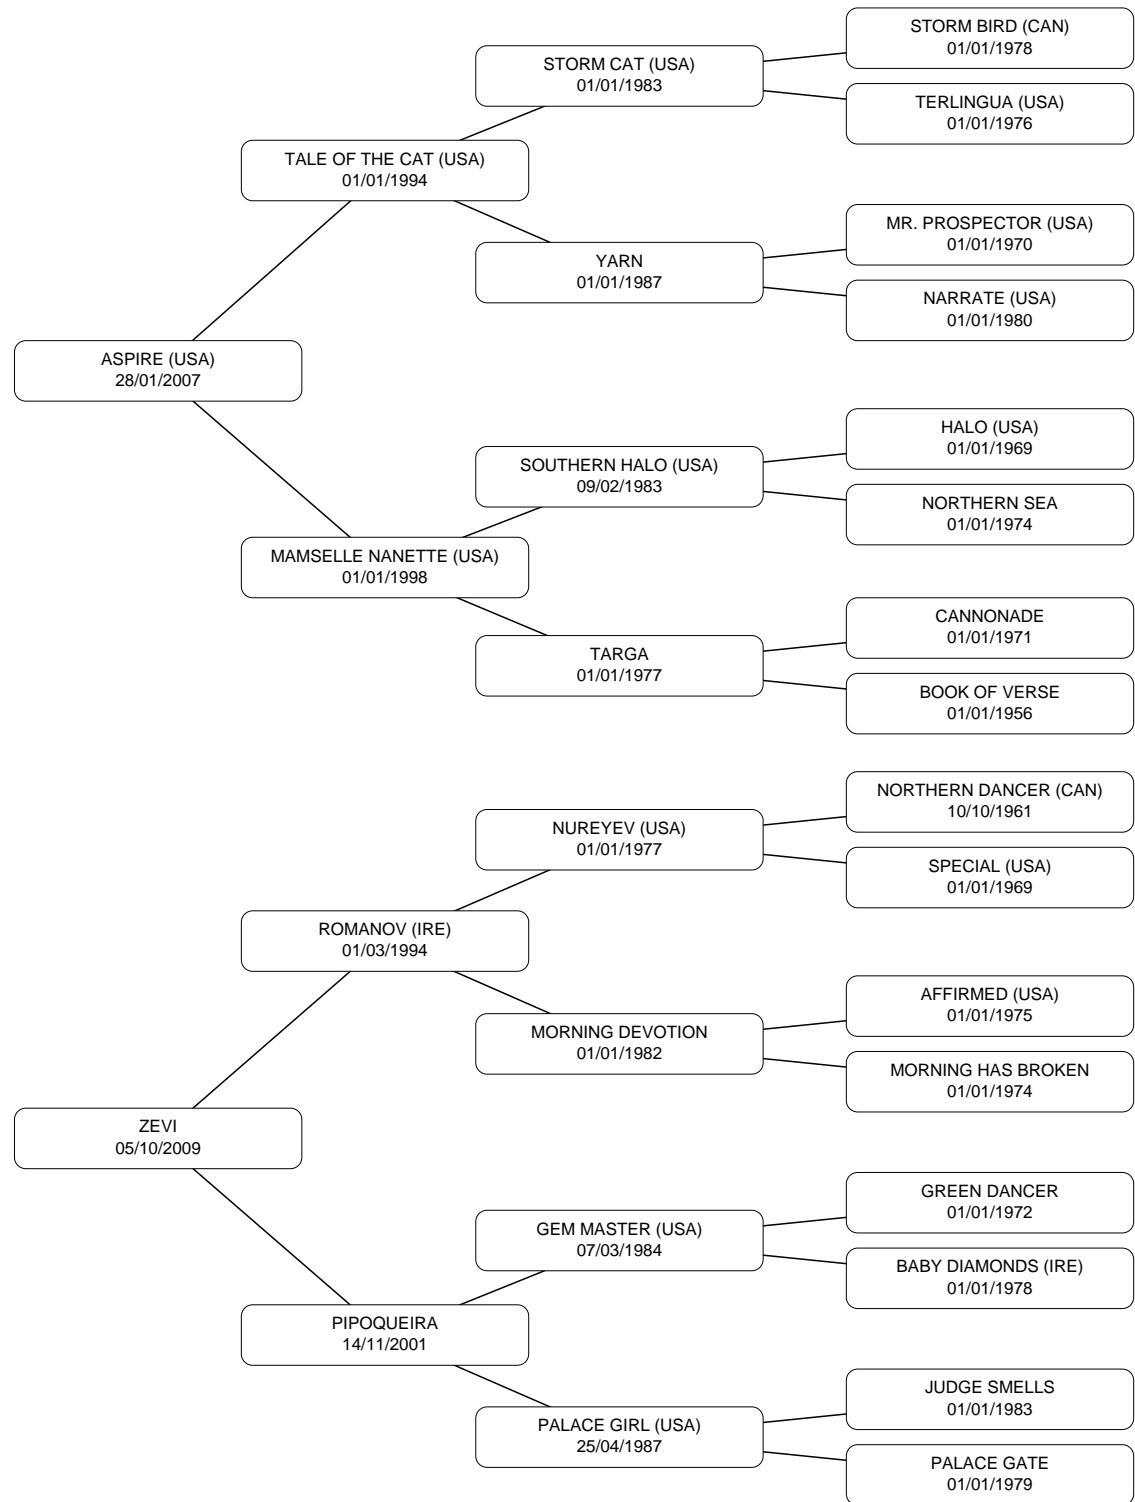 STORM BIRD (CAN)
01/01/1978
STORM CAT (USA)
01/01/1983
TERLINGUA (USA)
01/01/1976
TALE OF THE CAT (USA)
01/01/1994
MR. PROSPECTOR (USA)
01/01/1970
YARN
01/01/1987
NARRATE (USA)
01/01/1980
ASPIRE (USA)
28/01/2007
HALO (USA)
01/01/1969
SOUTHERN HALO (USA)
09/02/1983
NORTHERN SEA
01/01/1974
MAMSELLE NANETTE (USA)
01/01/1998
CANNONADE
01/01/1971
TARGA
01/01/1977
BOOK OF VERSE
01/01/1956
NORTHERN DANCER (CAN)
10/10/1961
NUREYEV (USA)
01/01/1977
SPECIAL (USA)
01/01/1969
ROMANOV (IRE)
01/03/1994
AFFIRMED (USA)
01/01/1975
MORNING DEVOTION
01/01/1982
MORNING HAS BROKEN
01/01/1974
ZEVI
05/10/2009
GREEN DANCER
01/01/1972
GEM MASTER (USA)
07/03/1984
BABY DIAMONDS (IRE)
01/01/1978
PIPOQUEIRA
14/11/2001
JUDGE SMELLS
01/01/1983
PALACE GIRL (USA)
25/04/1987
PALACE GATE
01/01/1979